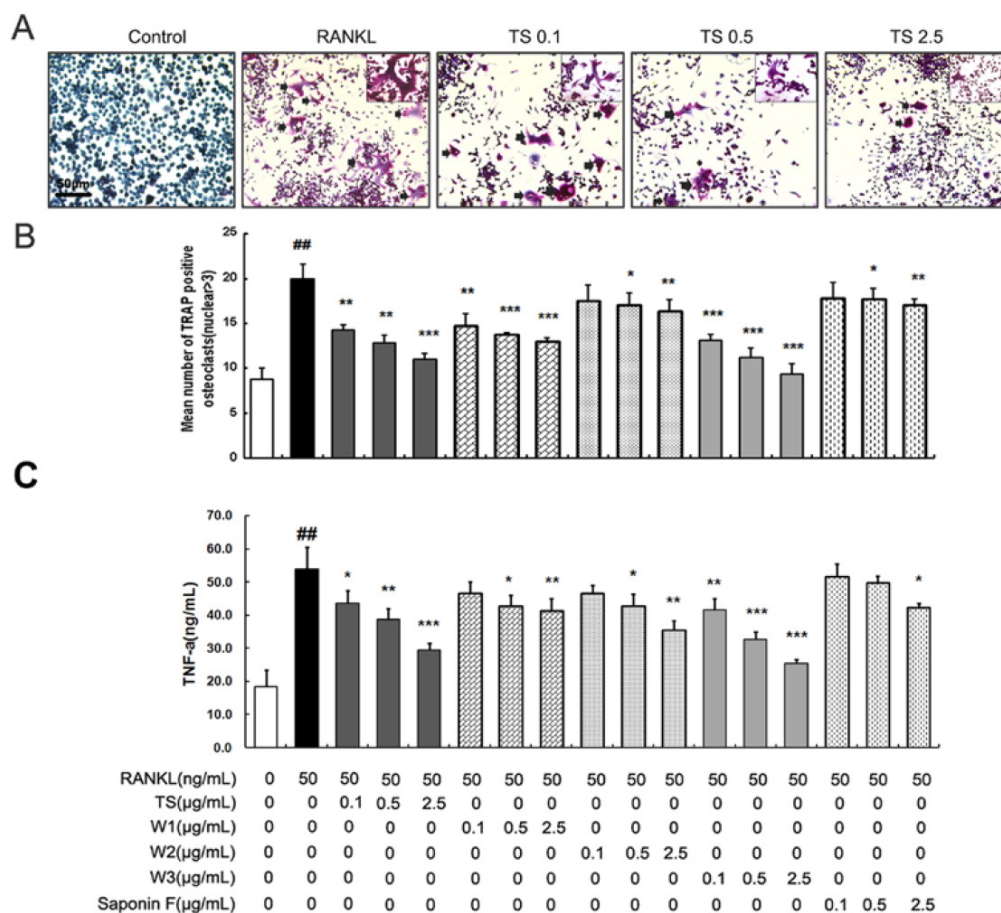 A
Control RANKL TS 0.1 TS 0.5 TS 2.5
50μm
B
Mean number of TRAP positive
osteoclasts(nuclear>3)
25
20
15
10
5
0
## ** ** *** ** *** *** * ** *** *** *** * **
C
TNF-a(ng/mL)
70.0
60.0
50.0
40.0
30.0
20.0
10.0
0.0
## * ** *** * ** * ** ** *** *** *
RANKL(ng/mL) 0 50 50 50 50 50 50 50 50 50 50 50 50 50 50 50 50
TS(μg/mL) 0 0 0.1 0.5 2.5 0 0 0 0 0 0 0 0 0 0 0 0
W1(μg/mL) 0 0 0 0 0 0.1 0.5 2.5 0 0 0 0 0 0 0 0 0
W2(μg/mL) 0 0 0 0 0 0 0 0 0.1 0.5 2.5 0 0 0 0 0 0
W3(μg/mL) 0 0 0 0 0 0 0 0 0 0 0 0.1 0.5 2.5 0 0 0
Saponin F(μg/mL) 0 0 0 0 0 0 0 0 0 0 0 0 0 0 0.1 0.5 2.5